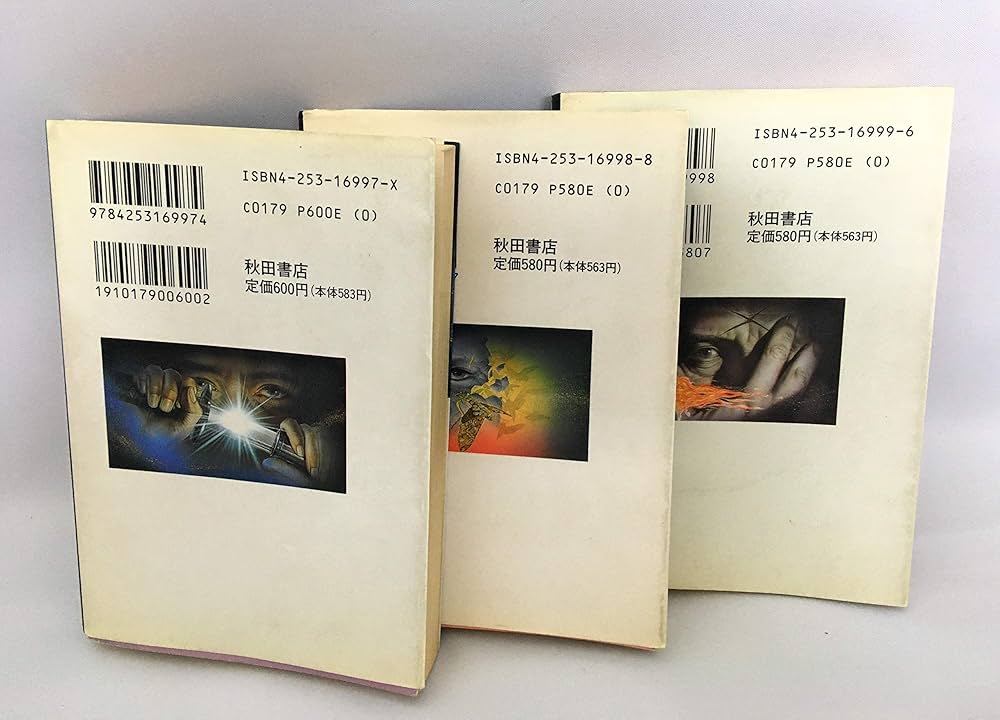 ISBN4-253-16997-X
C0179 P600E (0)
9784253169974
秋田書店
定価600円(本体583円)
1910179006002
ISBN4-253-16998-8
C0179 P580E (0)
秋田書店
定価580円(本体563円)
ISBN4-253-16999-6
C0179 P580E (0)
9998
秋田書店
定価580円(本体563円)
5807